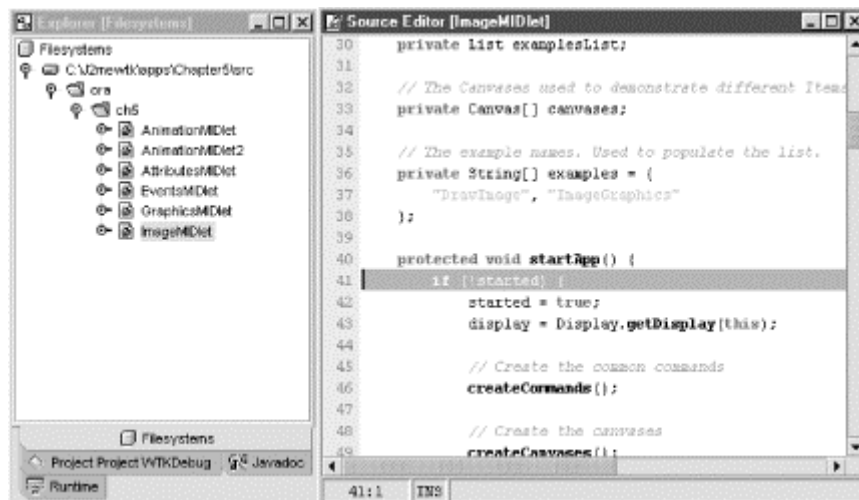 Explorer [Filesystems]
Filesystems
C:\J2mewtk\apps\Chapter5\src
ora
ch5
AnimationMIDlet
AnimationMIDlet2
AttributesMIDlet
EventsMIDlet
GraphicsMIDlet
ImageMIDlet
Filesystems
Project Project WTKDebug Javadoc
Runtime
Source Editor [ImageMIDlet]
30 private List examplesList;
31
32 // The Canvases used to demonstrate different Items
33 private Canvas[] canvases;
34
35 // The example names. Used to populate the list.
36 private String[] examples = {
37 "DrawImage", "ImageGraphics"
38 };
39
40 protected void startApp() {
41 if (!started) {
42 started = true;
43 display = Display.getDisplay(this);
44
45 // Create the common commands
46 createCommands();
47
48 // Create the canvases
49 createCanvases();
41:1 INS